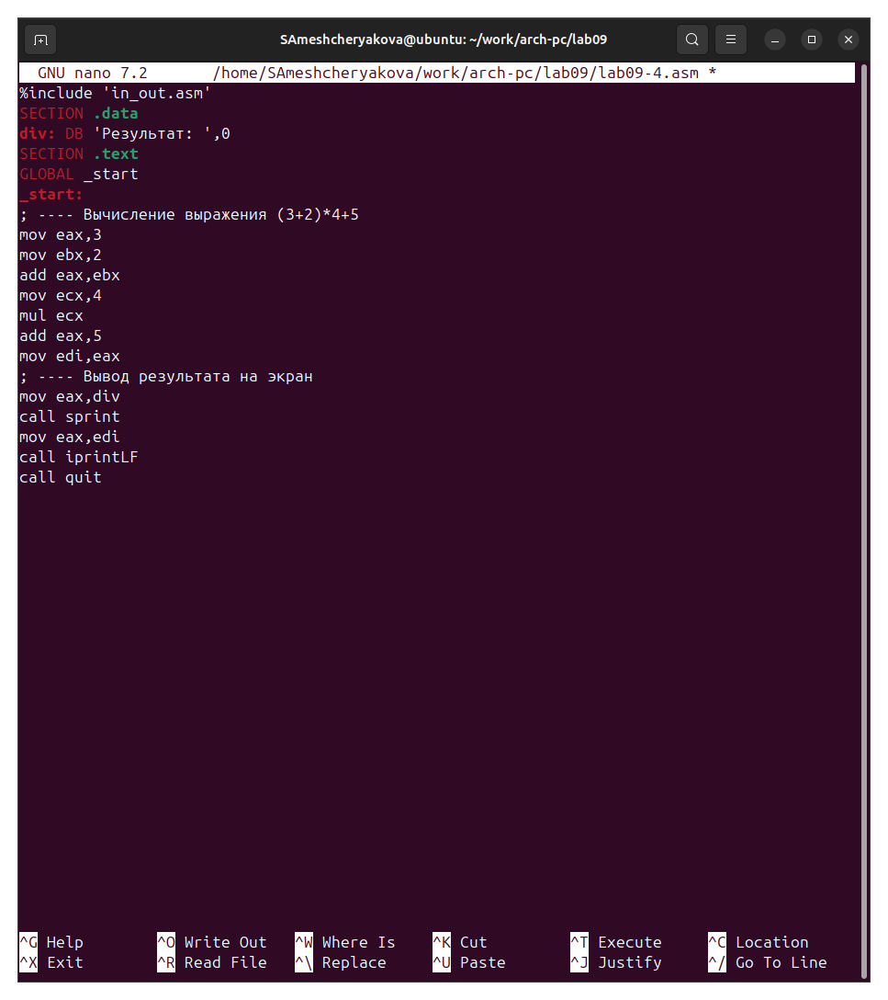 SAmeshcheryakova@ubuntu: ~/work/arch-pc/lab09
GNU nano 7.2 /home/SAmeshcheryakova/work/arch-pc/lab09/lab09-4.asm *
%include 'in_out.asm'
SECTION .data
div: DB 'Результат: ',0
SECTION .text
GLOBAL _start
_start:
; ---- Вычисление выражения (3+2)*4+5
mov eax,3
mov ebx,2
add eax,ebx
mov ecx,4
mul ecx
add eax,5
mov edi,eax
; ---- Вывод результата на экран
mov eax,div
call sprint
mov eax,edi
call iprintLF
call quit
^G Help ^O Write Out ^W Where Is ^K Cut ^T Execute ^C Location
^X Exit ^R Read File ^\ Replace ^U Paste ^J Justify ^/ Go To Line